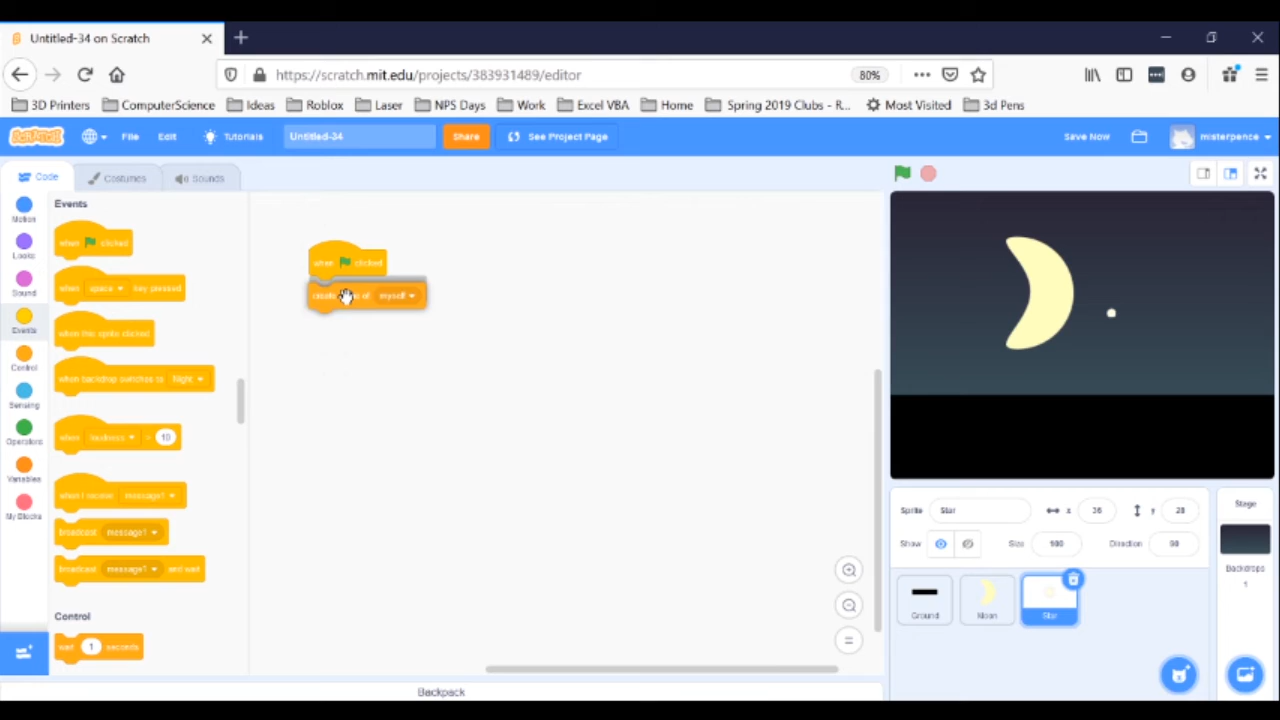 Untitled-34 on Scratch
https://scratch.mit.edu/projects/383931489/editor
80%
3D Printers
ComputerScience
Ideas
Roblox
Laser
NPS Days
Work
Excel VBA
Home
Spring 2019 Clubs - R...
Most Visited
3d Pens
SCRATCH
File
Edit
Tutorials
Untitled-34
Share
See Project Page
Save Now
misterpence
Code
Costumes
Sounds
Motion
Looks
Sound
Events
Control
Sensing
Operators
Variables
My Blocks
Events
when clicked
when space key pressed
when this sprite clicked
when backdrop switches to Night
when loudness > 10
when I receive message1
broadcast message1
broadcast message1 and wait
Control
wait 1 seconds
when clicked
create of myself
Sprite Star
x 36
y 28
Show
Size 100
Direction 90
Ground
Moon
Star
Stage
Backdrops
1
Backpack